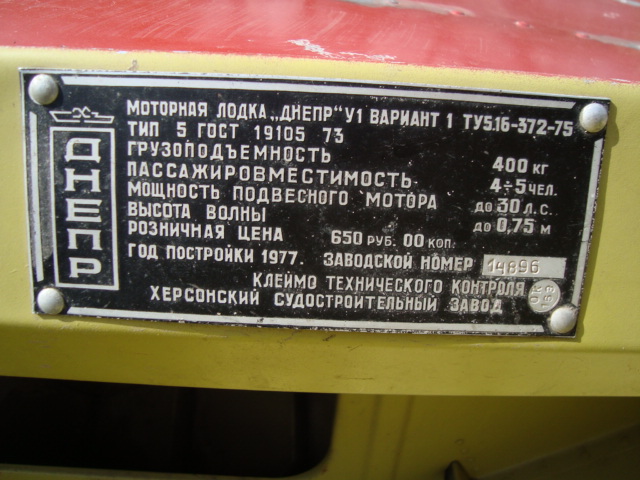 ДНЕПР
МОТОРНАЯ ЛОДКА „ДНЕПР" У1 ВАРИАНТ 1 ТУ5.16-372-75
ТИП 5 ГОСТ 19105 73
ГРУЗОПОДЪЕМНОСТЬ 400 КГ
ПАССАЖИРОВМЕСТИМОСТЬ 4÷5 ЧЕЛ.
МОЩНОСТЬ ПОДВЕСНОГО МОТОРА ДО 30 Л.С.
ВЫСОТА ВОЛНЫ ДО 0,75 М
РОЗНИЧНАЯ ЦЕНА 650 РУБ. 00 КОП.
ГОД ПОСТРОЙКИ 1977. ЗАВОДСКОЙ НОМЕР 14896
КЛЕЙМО ТЕХНИЧЕСКОГО КОНТРОЛЯ
ХЕРСОНСКИЙ СУДОСТРОИТЕЛЬНЫЙ ЗАВОД